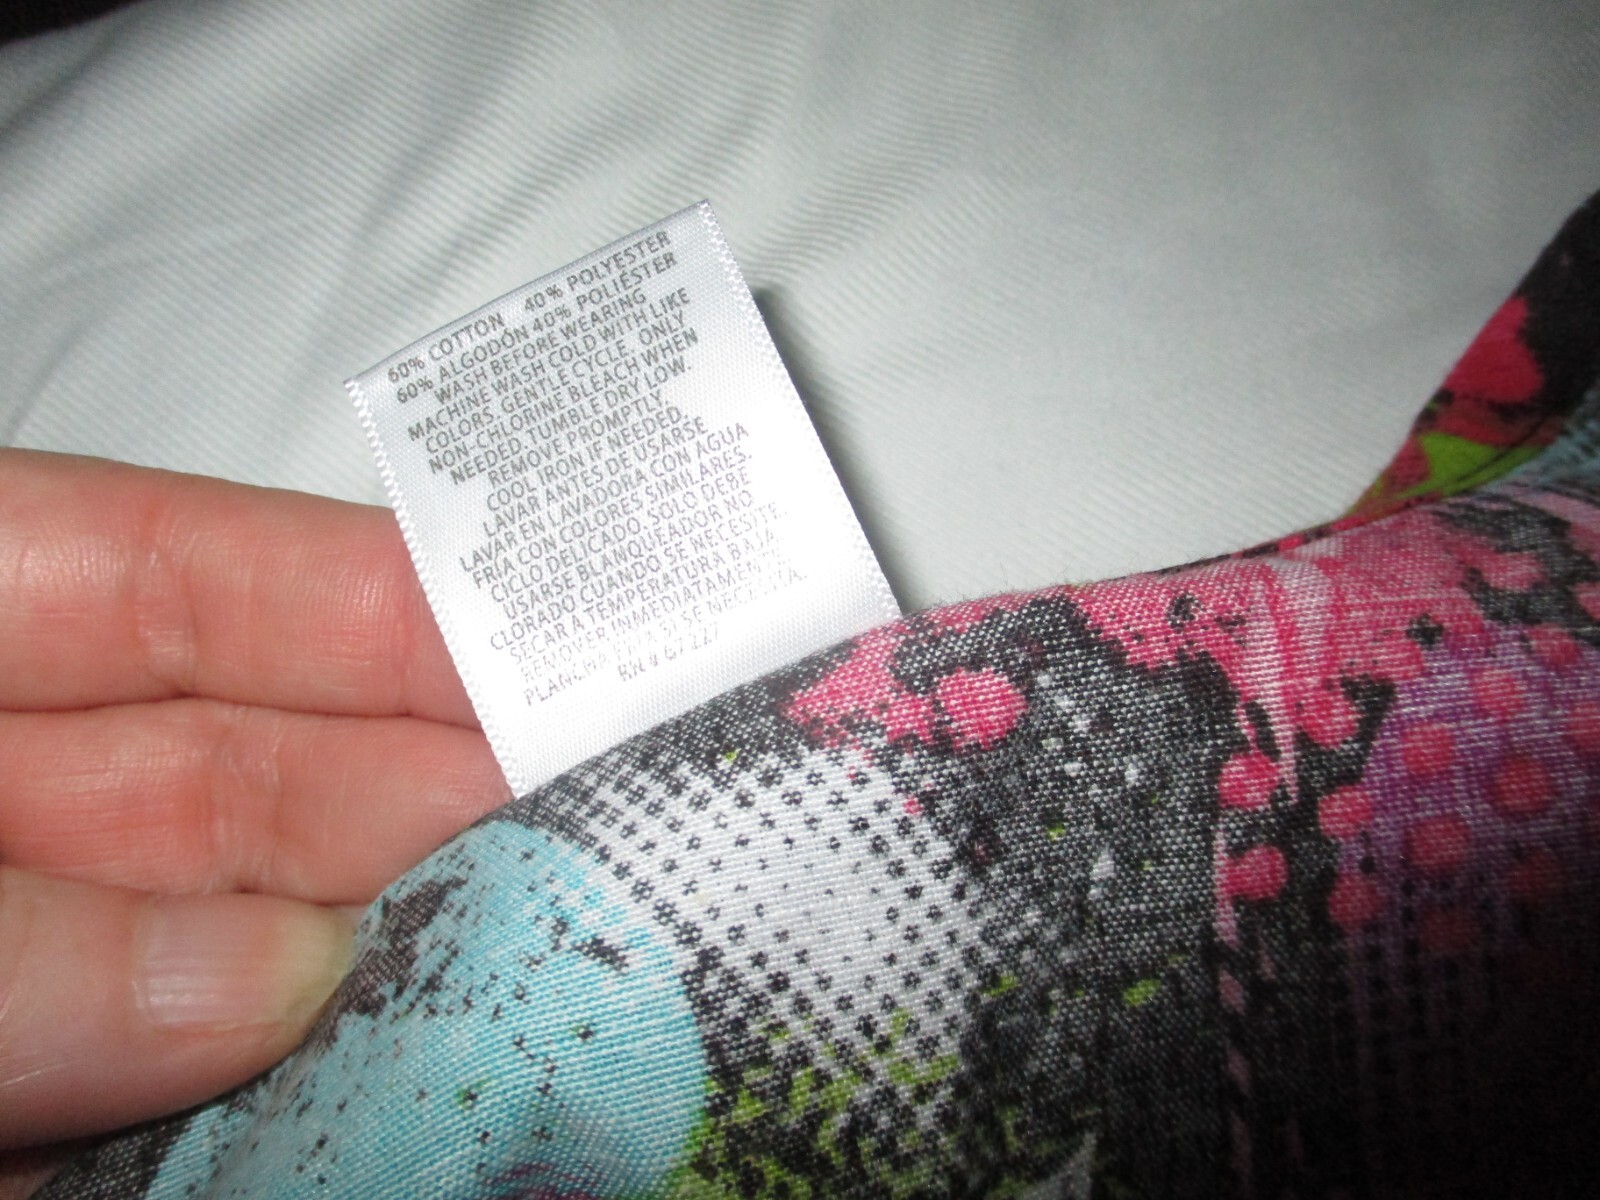 60% COTTON 40% POLYESTER
60% ALGODÓN 40% POLIÉSTER
WASH BEFORE WEARING
MACHINE WASH COLD WITH LIKE
COLORS. GENTLE CYCLE. ONLY
NON-CHLORINE BLEACH WHEN
NEEDED. TUMBLE DRY LOW.
REMOVE PROMPTLY.
COOL IRON IF NEEDED.
LAVAR ANTES DE USARSE
LAVAR EN LAVADORA CON AGUA
FRÍA CON COLORES SIMILARES.
CICLO DELICADO. SOLO DEBE
USARSE BLANQUEADOR NO
CLORADO CUANDO SE NECESITE.
SECAR A TEMPERATURA BAJA.
REMOVER INMEDIATAMENTE
PLANCHA FRÍA SI SE NECESITA.
RN # 67227